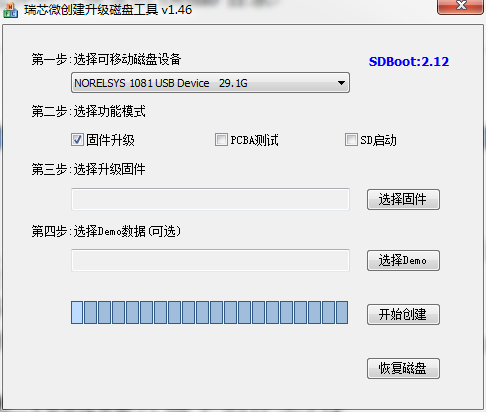 瑞芯微创建升级磁盘工具 v1.46
第一步:选择可移动磁盘设备
SDBoot:2.12
NORELSYS 1081 USB Device 29.1G
第二步:选择功能模式
固件升级 PCBA测试 SD启动
第三步:选择升级固件
选择固件
第四步:选择Demo数据(可选)
选择Demo
开始创建
恢复磁盘